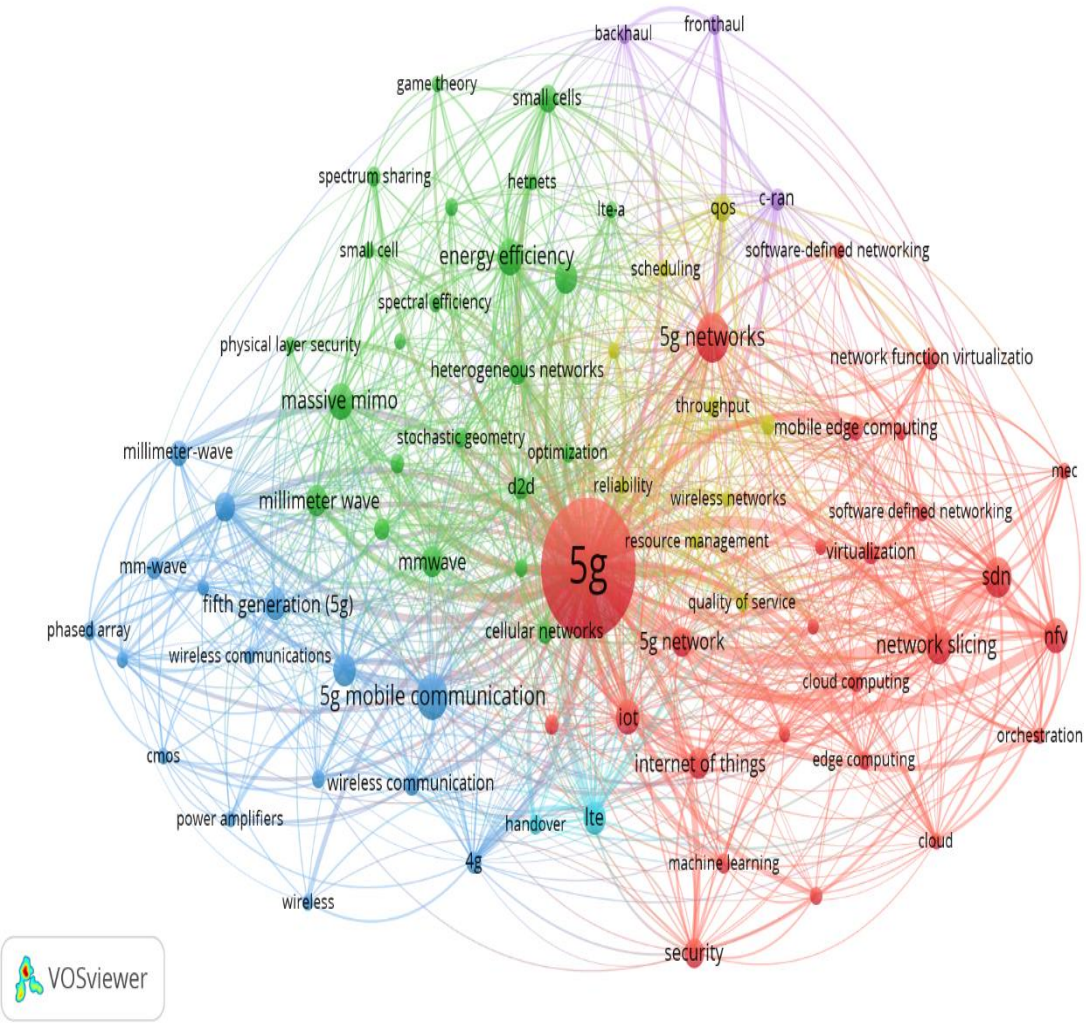 backhaul
fronthaul
game theory
small cells
spectrum sharing
hetnets
lte-a
qos
c-ran
small cell
energy efficiency
scheduling
software-defined networking
spectral efficiency
physical layer security
heterogeneous networks
5g networks
network function virtualizatio
massive mimo
throughput
stochastic geometry
optimization
mobile edge computing
millimeter-wave
mec
millimeter wave
d2d
reliability
wireless networks
software defined networking
resource management
virtualization
mm-wave
mmwave
5g
sdn
fifth generation (5g)
quality of service
phased array
cellular networks
5g network
network slicing
nfv
wireless communications
cloud computing
5g mobile communication
iot
orchestration
cmos
internet of things
edge computing
wireless communication
power amplifiers
handover
lte
cloud
4g
machine learning
wireless
security
VOSviewer